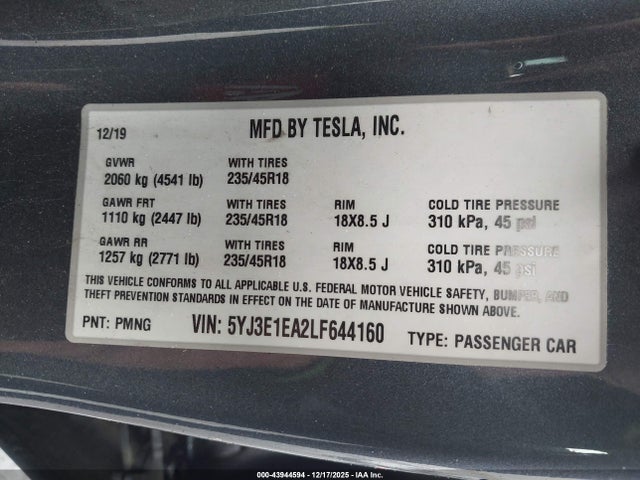 12/19 MFD BY TESLA, INC.
GVWR WITH TIRES
2060 kg (4541 lb) 235/45R18
GAWR FRT WITH TIRES RIM COLD TIRE PRESSURE
1110 kg (2447 lb) 235/45R18 18X8.5 J 310 kPa, 45 psi
GAWR RR WITH TIRES RIM COLD TIRE PRESSURE
1257 kg (2771 lb) 235/45R18 18X8.5 J 310 kPa, 45 psi
THIS VEHICLE CONFORMS TO ALL APPLICABLE U.S. FEDERAL MOTOR VEHICLE SAFETY, BUMPER, AND
THEFT PREVENTION STANDARDS IN EFFECT ON THE DATE OF MANUFACTURE SHOWN ABOVE.
PNT: PMNG VIN: 5YJ3E1EA2LF644160 TYPE: PASSENGER CAR
000-43944594 - 12/17/2025 - IAAI.COM